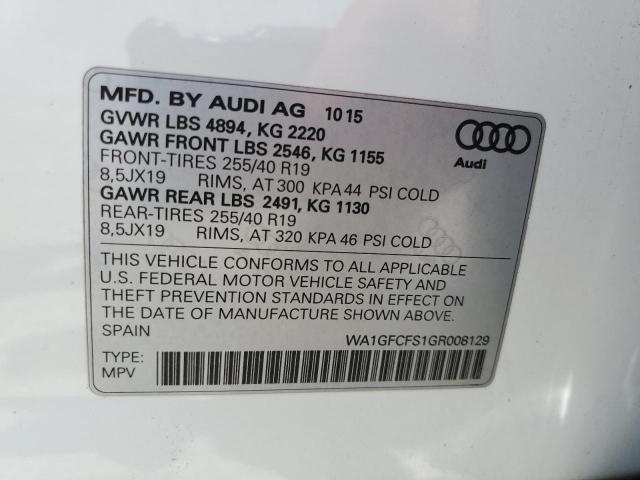 MFD. BY AUDI AG 10 15
GVWR LBS 4894, KG 2220
GAWR FRONT LBS 2546, KG 1155
FRONT-TIRES 255/40 R19
8,5JX19 RIMS, AT 300 KPA 44 PSI COLD
GAWR REAR LBS 2491, KG 1130
REAR-TIRES 255/40 R19
8,5JX19 RIMS, AT 320 KPA 46 PSI COLD
Audi
THIS VEHICLE CONFORMS TO ALL APPLICABLE
U.S. FEDERAL MOTOR VEHICLE SAFETY AND
THEFT PREVENTION STANDARDS IN EFFECT ON
THE DATE OF MANUFACTURE SHOWN ABOVE.
SPAIN
WA1GFCFS1GR008129
TYPE:
MPV